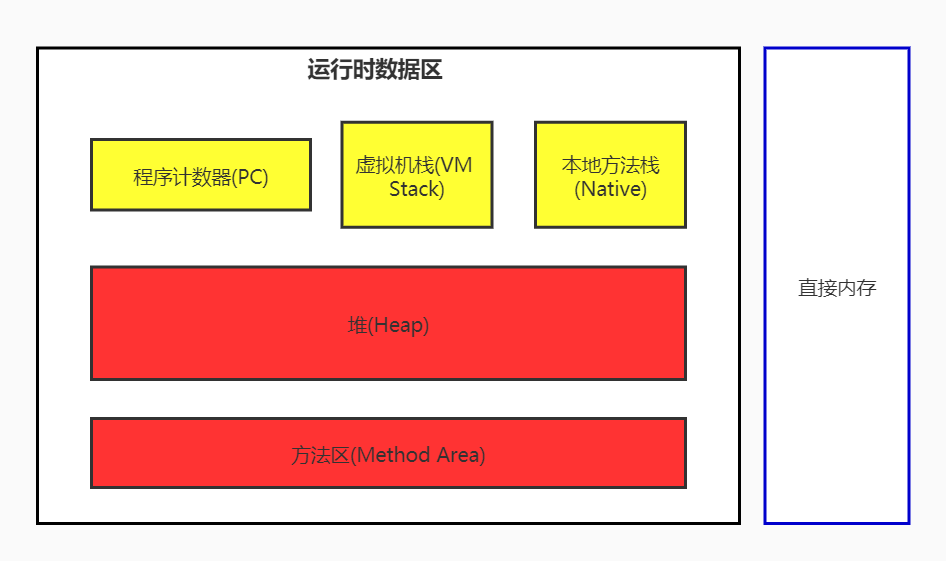 运行时数据区
程序计数器(PC)
虚拟机栈(VM
Stack)
本地方法栈
(Native)
堆(Heap)
方法区(Method Area)
直接内存